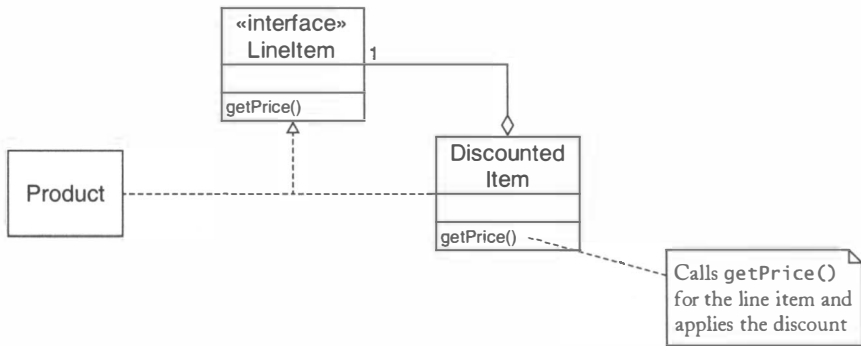 «interface»
LineItem
1
getPrice()
Product
Discounted
Item
getPrice()
Calls getPrice()
for the line item and
applies the discount